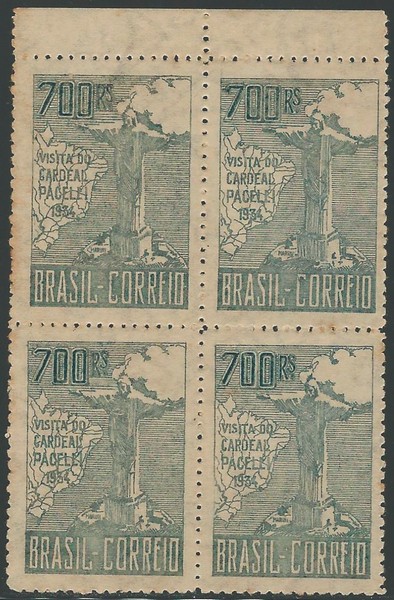 700 RS
VISITA DO
CARDEAL
PACELLI
1934
BRASIL-CORREIO
700 RS
VISITA DO
CARDEAL
PACELLI
1934
BRASIL-CORREIO
700 RS
VISITA DO
CARDEAL
PACELLI
1934
BRASIL-CORREIO
700 RS
VISITA DO
CARDEAL
PACELLI
1934
BRASIL-CORREIO